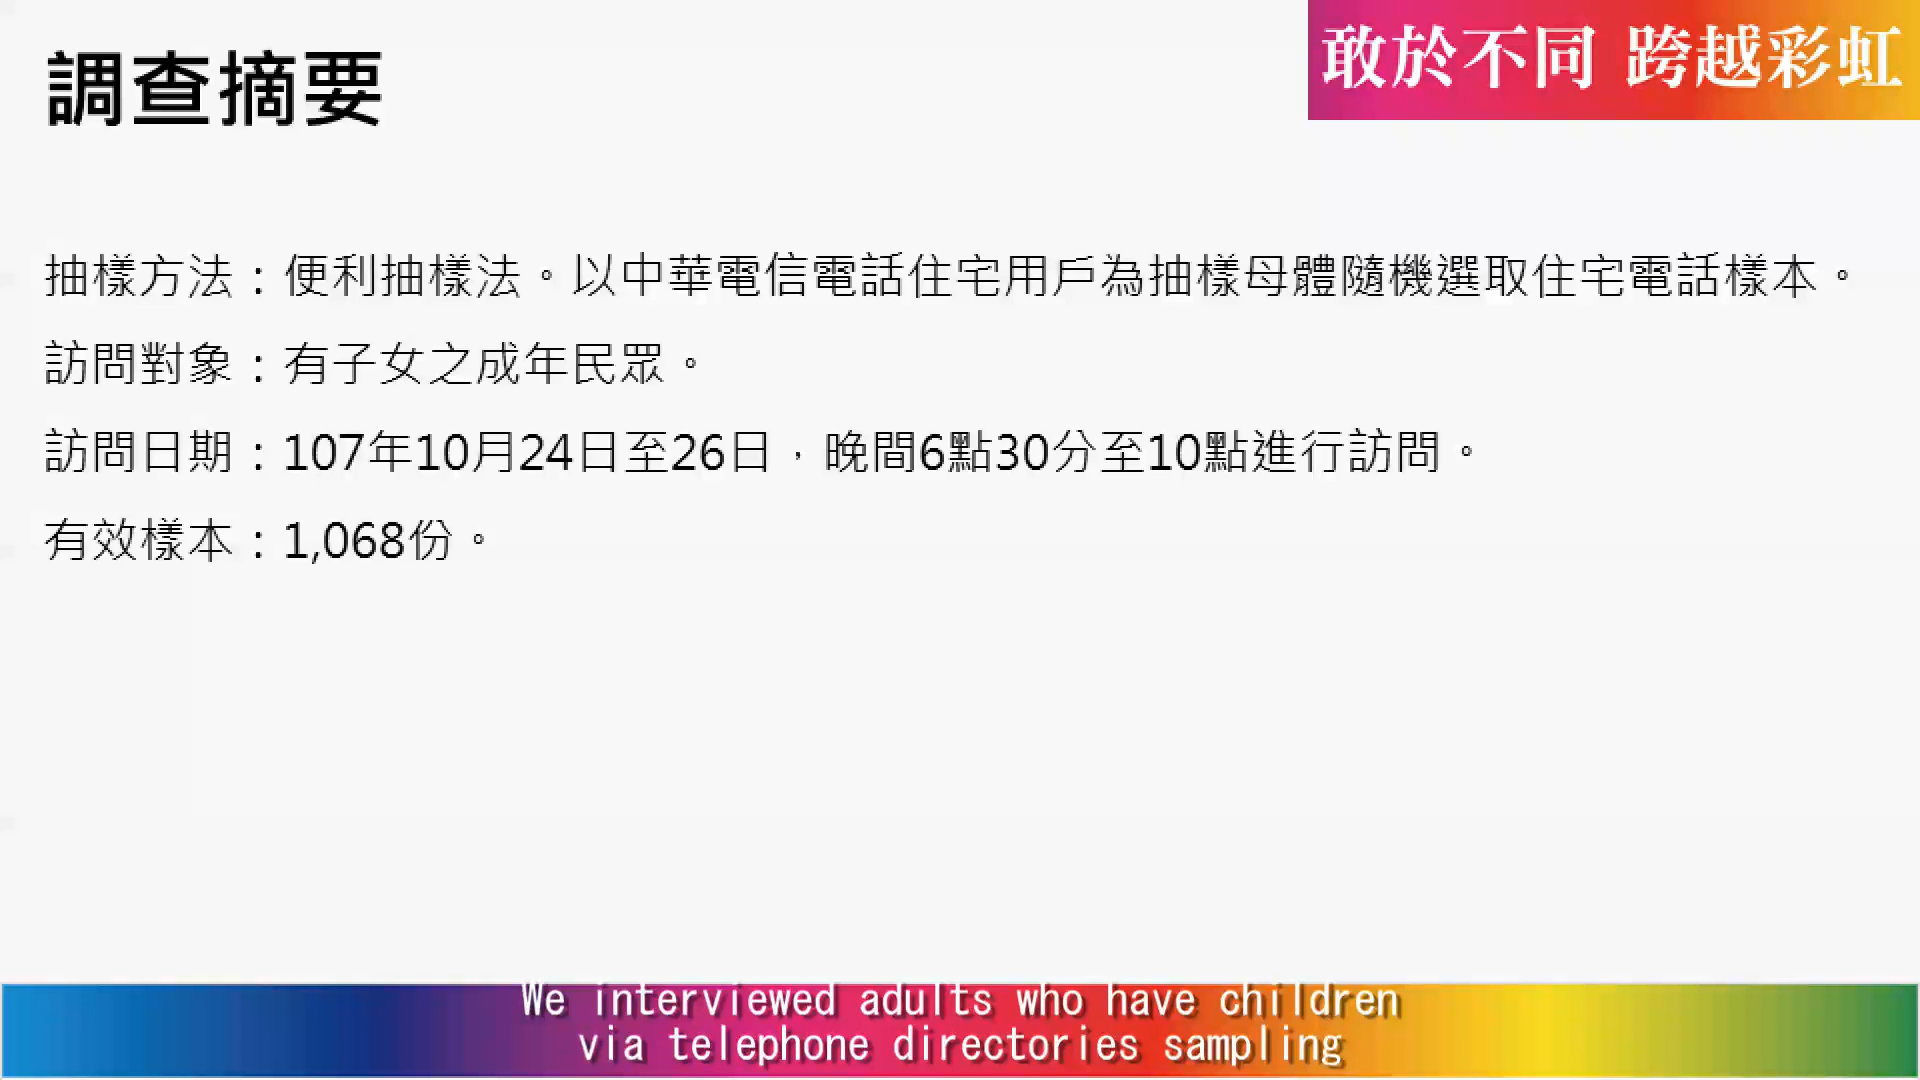 調查摘要
敢於不同 跨越彩虹
抽樣方法：便利抽樣法。以中華電信電話住宅用戶為抽樣母體隨機選取住宅電話樣本。
訪問對象：有子女之成年民眾。
訪問日期：107年10月24日至26日，晚間6點30分至10點進行訪問。
有效樣本：1,068份。
We interviewed adults who have children
via telephone directories sampling